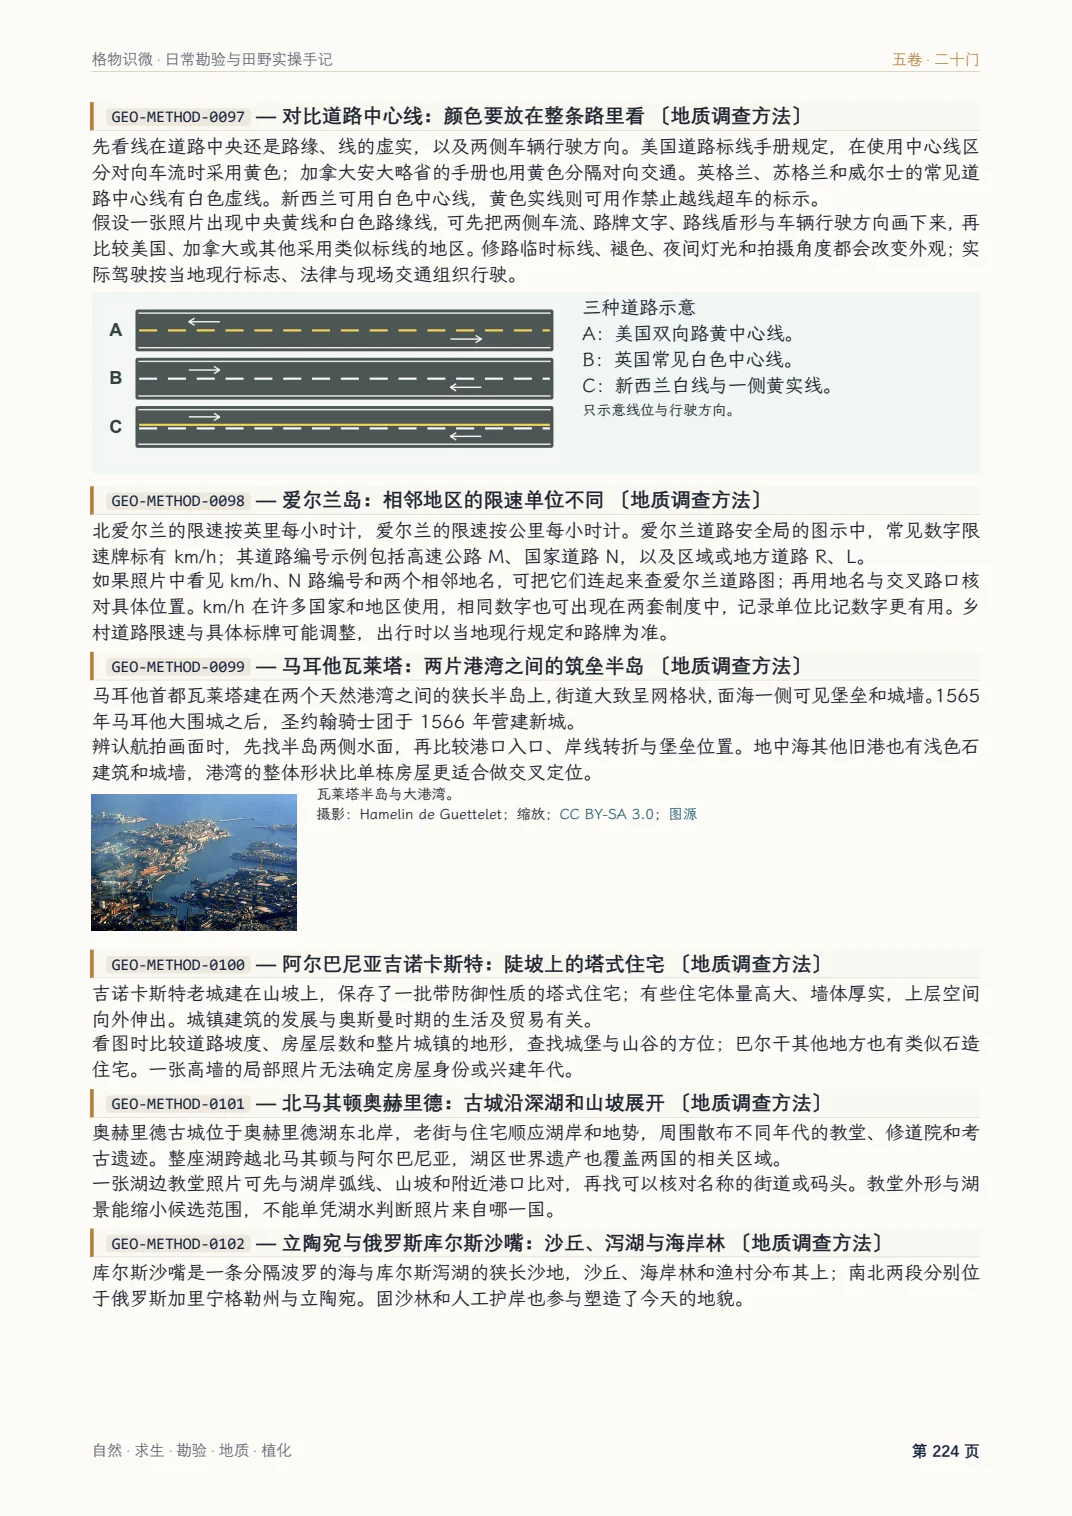 格物识微 · 日常勘验与田野实操手记
五卷 · 二十门
GEO-METHOD-0097 — 对比道路中心线：颜色要放在整条路里看 〔地质调查方法〕
先看线在道路中央还是路缘、线的虚实，以及两侧车辆行驶方向。美国道路标线手册规定，在使用中心线区
分对向车流时采用黄色；加拿大安大略省的手册也用黄色分隔对向交通。英格兰、苏格兰和威尔士的常见道
路中心线有白色虚线。新西兰可用白色中心线，黄色实线则可用作禁止越线超车的标示。
假设一张照片出现中央黄线和白色路缘线，可先把两侧车流、路牌文字、路线盾形与车辆行驶方向画下来，再
比较美国、加拿大或其他采用类似标线的地区。修路临时标线、褪色、夜间灯光和拍摄角度都会改变外观；实
际驾驶按当地现行标志、法律与现场交通组织行驶。
A
B
C
三种道路示意
A：美国双向路黄中心线。
B：英国常见白色中心线。
C：新西兰白线与一侧黄实线。
只示意线位与行驶方向。
GEO-METHOD-0098 — 爱尔兰岛：相邻地区的限速单位不同 〔地质调查方法〕
北爱尔兰的限速按英里每小时计，爱尔兰的限速按公里每小时计。爱尔兰道路安全局的图示中，常见数字限
速牌标有 km/h；其道路编号示例包括高速公路 M、国家道路 N，以及区域或地方道路 R、L。
如果照片中看见 km/h、N 路编号和两个相邻地名，可把它们连起来查爱尔兰道路图；再用地名与交叉路口核
对具体位置。km/h 在许多国家和地区使用，相同数字也可出现在两套制度中，记录单位比记数字更有用。乡
村道路限速与具体标牌可能调整，出行时以当地现行规定和路牌为准。
GEO-METHOD-0099 — 马耳他瓦莱塔：两片港湾之间的筑垒半岛 〔地质调查方法〕
马耳他首都瓦莱塔建在两个天然港湾之间的狭长半岛上，街道大致呈网格状，面海一侧可见堡垒和城墙。1565
年马耳他大围城之后，圣约翰骑士团于 1566 年营建新城。
辨认航拍画面时，先找半岛两侧水面，再比较港口入口、岸线转折与堡垒位置。地中海其他旧港也有浅色石
建筑和城墙，港湾的整体形状比单栋房屋更适合做交叉定位。
瓦莱塔半岛与大港湾。
摄影：Hamelin de Guettelet；缩放；CC BY-SA 3.0；图源
GEO-METHOD-0100 — 阿尔巴尼亚吉诺卡斯特：陡坡上的塔式住宅 〔地质调查方法〕
吉诺卡斯特老城建在山坡上，保存了一批带防御性质的塔式住宅；有些住宅体量高大、墙体厚实，上层空间
向外伸出。城镇建筑的发展与奥斯曼时期的生活及贸易有关。
看图时比较道路坡度、房屋层数和整片城镇的地形，查找城堡与山谷的方位；巴尔干其他地方也有类似石造
住宅。一张高墙的局部照片无法确定房屋身份或兴建年代。
GEO-METHOD-0101 — 北马其顿奥赫里德：古城沿深湖和山坡展开 〔地质调查方法〕
奥赫里德古城位于奥赫里德湖东北岸，老街与住宅顺应湖岸和地势，周围散布不同年代的教堂、修道院和考
古遗迹。整座湖跨越北马其顿与阿尔巴尼亚，湖区世界遗产也覆盖两国的相关区域。
一张湖边教堂照片可先与湖岸弧线、山坡和附近港口比对，再找可以核对名称的街道或码头。教堂外形与湖
景能缩小候选范围，不能单凭湖水判断照片来自哪一国。
GEO-METHOD-0102 — 立陶宛与俄罗斯库尔斯沙嘴：沙丘、泻湖与海岸林 〔地质调查方法〕
库尔斯沙嘴是一条分隔波罗的海与库尔斯泻湖的狭长沙地，沙丘、海岸林和渔村分布其上；南北两段分别位
于俄罗斯加里宁格勒州与立陶宛。固沙林和人工护岸也参与塑造了今天的地貌。
自然 · 求生 · 勘验 · 地质 · 植化
第 224 页